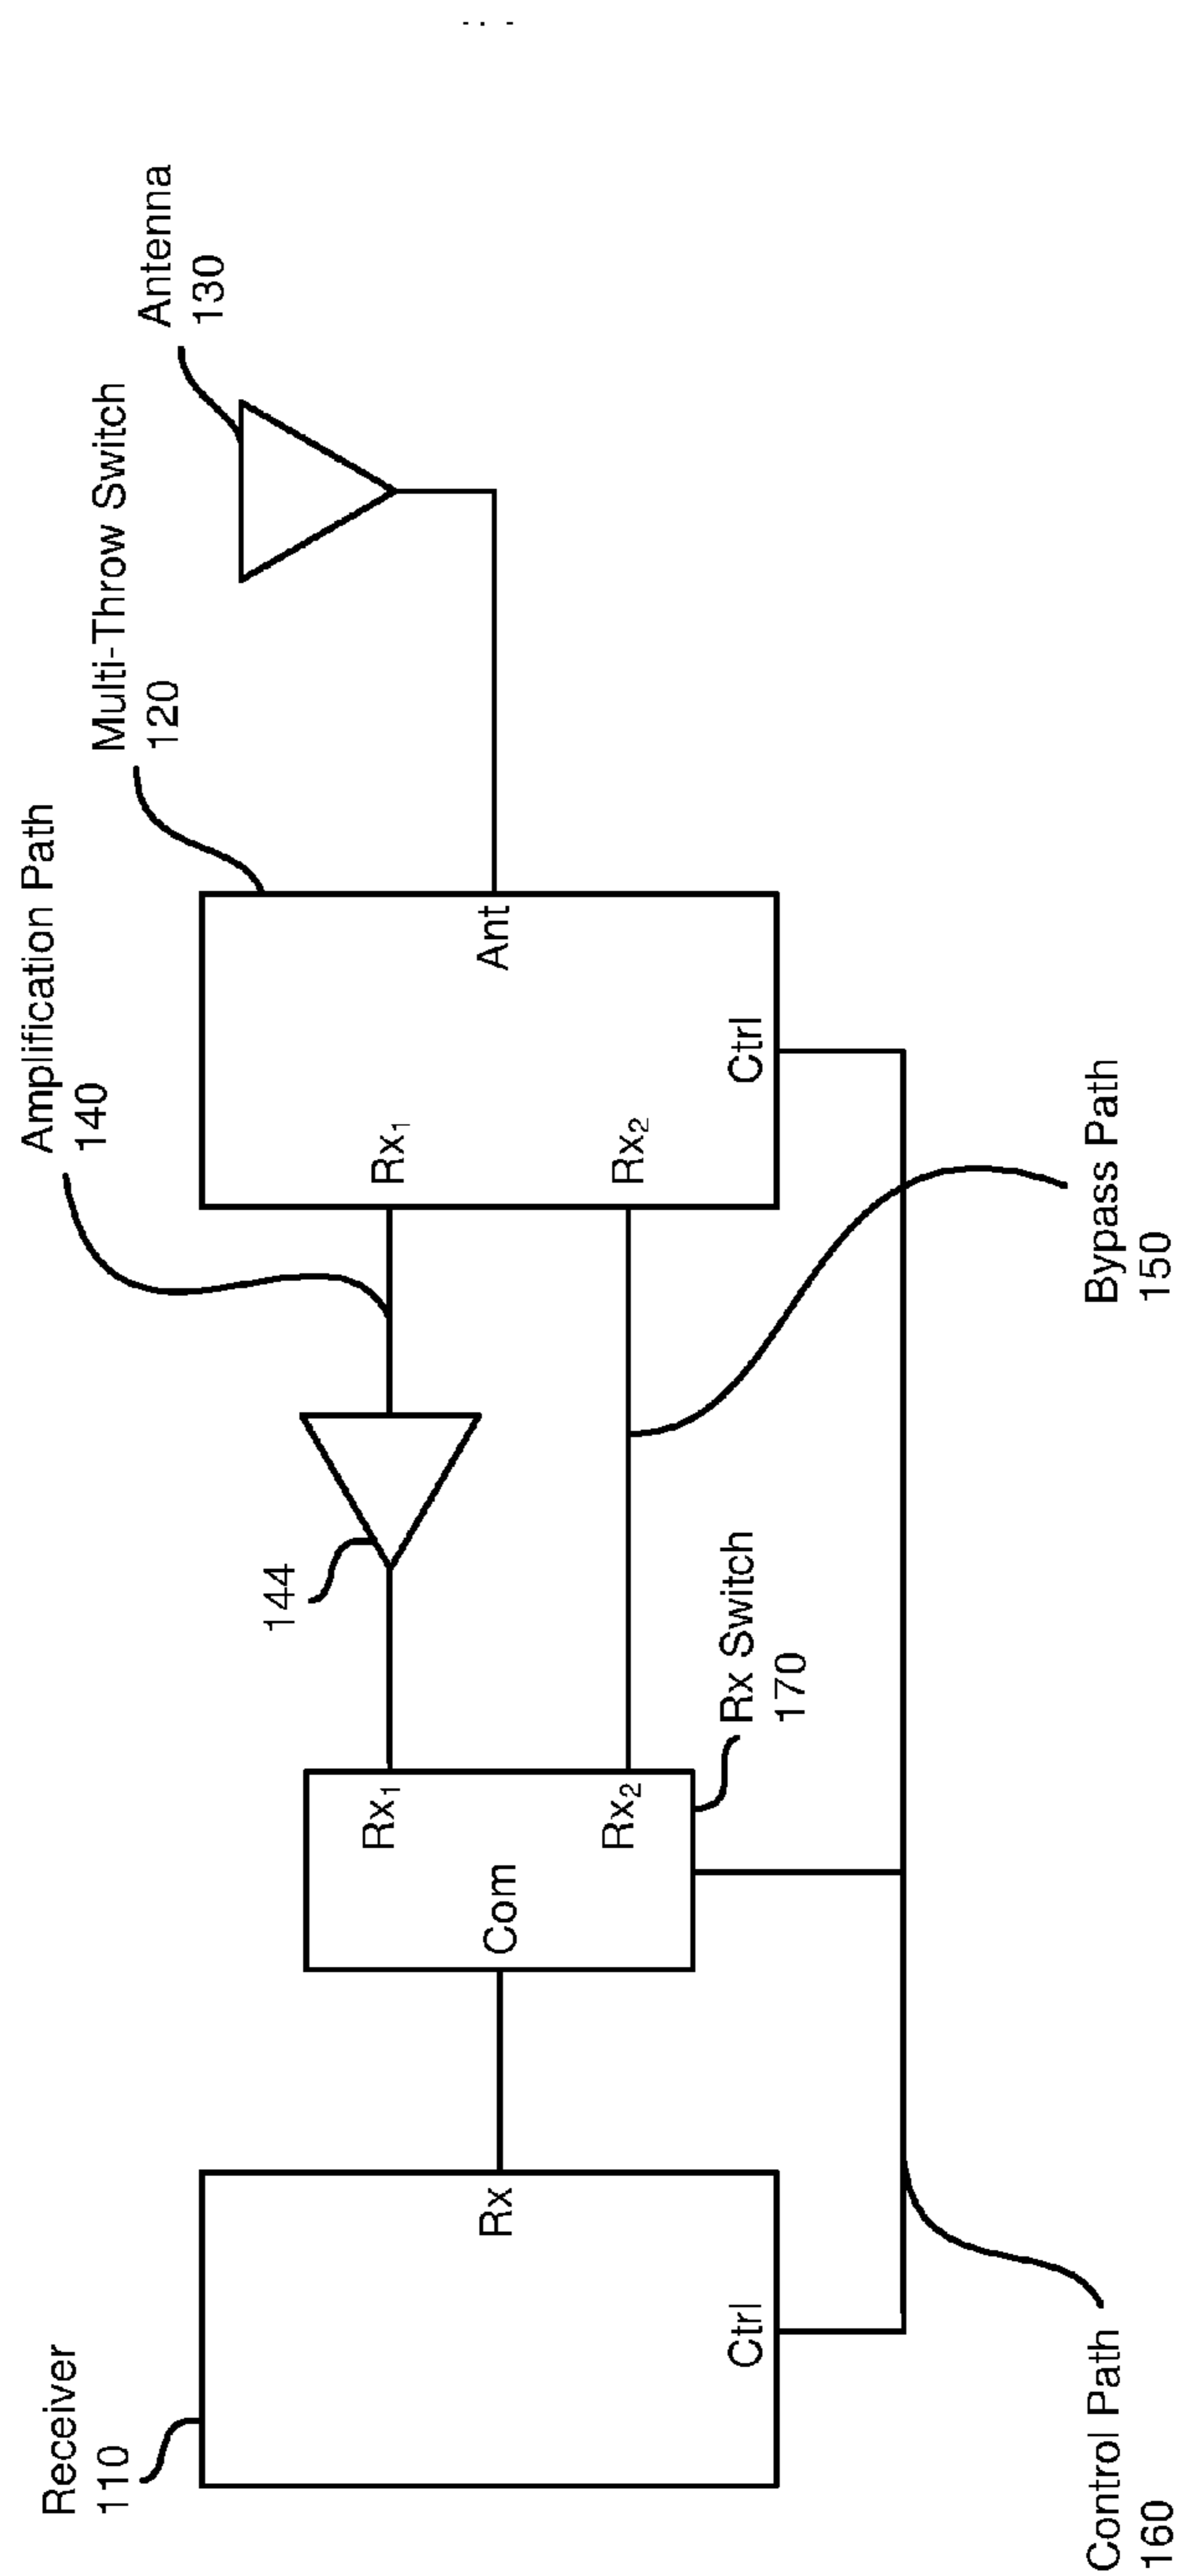 Receiver
110
Rx
Ctrl
Control Path
160
Com
Rx₁
Rx₂
Rx Switch
170
144
Amplification Path
140
Bypass Path
150
Rx₁
Rx₂
Ant
Ctrl
Multi-Throw Switch
120
Antenna
130